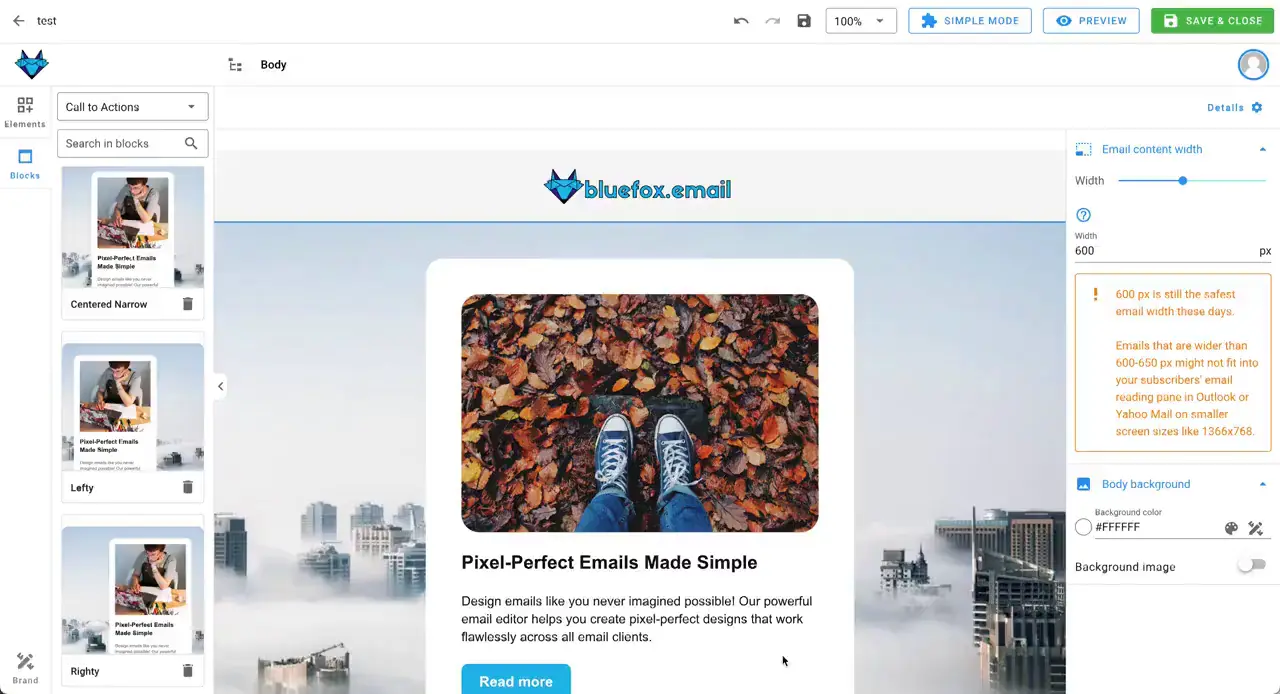 test
100%
SIMPLE MODE
PREVIEW
SAVE & CLOSE
Body
Elements
Blocks
Brand
Call to Actions
Search in blocks
Details
Pixel-Perfect Emails
Made Simple
Design emails like you never
imagined possible! Our powerful
Centered Narrow
Pixel-Perfect Emails
Made Simple
Design emails like you never
imagined possible! Our powerful
Lefty
Pixel-Perfect Emails
Made Simple
Design emails like you never
imagined possible! Our powerful
Righty
bluefox.email
Pixel-Perfect Emails Made Simple
Design emails like you never imagined possible! Our powerful
email editor helps you create pixel-perfect designs that work
flawlessly across all email clients.
Read more
Email content width
Width
?
Width
600 px
!
600 px is still the safest
email width these days.
Emails that are wider than
600-650 px might not fit into
your subscribers' email
reading pane in Outlook or
Yahoo Mail on smaller
screen sizes like 1366x768.
Body background
Background color
#FFFFFF
Background image